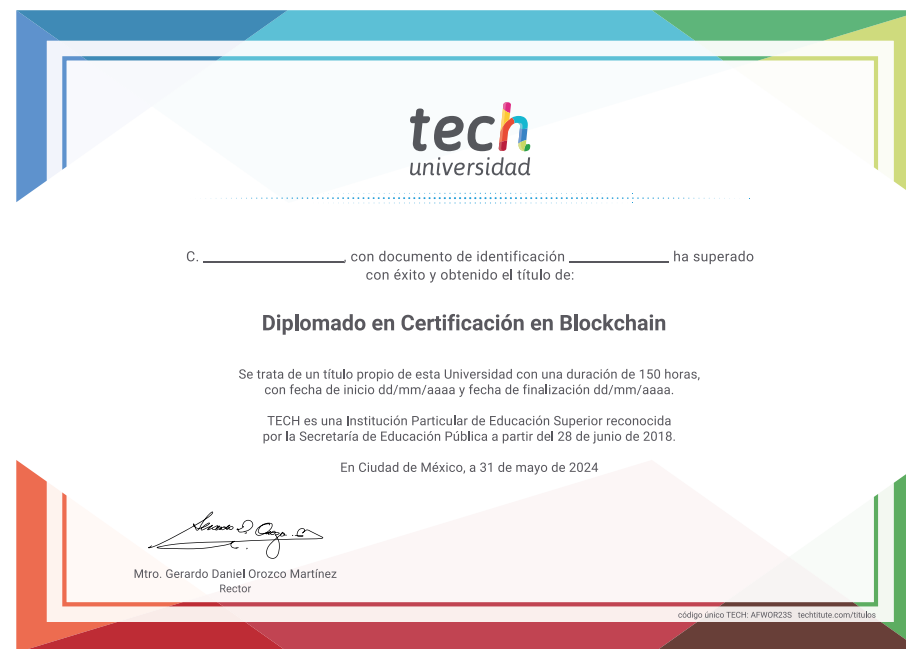 tech
universidad
C. ____________, con documento de identificación ____________ ha superado
con éxito y obtenido el título de:
Diplomado en Certificación en Blockchain
Se trata de un título propio de esta Universidad con una duración de 150 horas,
con fecha de inicio dd/mm/aaaa y fecha de finalización dd/mm/aaaa.
TECH es una Institución Particular de Educación Superior reconocida
por la Secretaría de Educación Pública a partir del 28 de junio de 2018.
En Ciudad de México, a 31 de mayo de 2024
Mtro. Gerardo Daniel Orozco Martínez
Rector
código único TECH: AFWOR23S techtitute.com/titulos